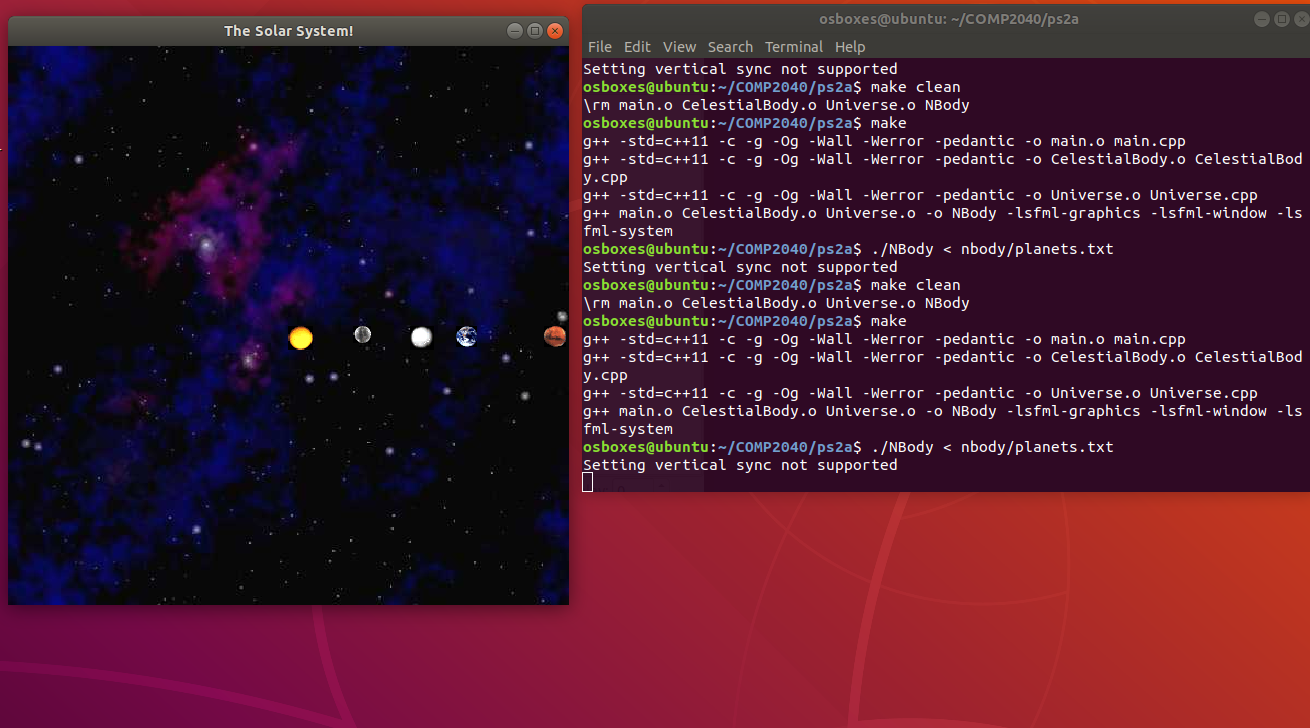 The Solar System!
osboxes@ubuntu: ~/COMP2040/ps2a
File Edit View Search Terminal Help
Setting vertical sync not supported
osboxes@ubuntu:~/COMP2040/ps2a$ make clean
\rm main.o CelestialBody.o Universe.o NBody
osboxes@ubuntu:~/COMP2040/ps2a$ make
g++ -std=c++11 -c -g -Og -Wall -Werror -pedantic -o main.o main.cpp
g++ -std=c++11 -c -g -Og -Wall -Werror -pedantic -o CelestialBody.o CelestialBod
y.cpp
g++ -std=c++11 -c -g -Og -Wall -Werror -pedantic -o Universe.o Universe.cpp
g++ main.o CelestialBody.o Universe.o -o NBody -lsfml-graphics -lsfml-window -ls
fml-system
osboxes@ubuntu:~/COMP2040/ps2a$ ./NBody < nbody/planets.txt
Setting vertical sync not supported
osboxes@ubuntu:~/COMP2040/ps2a$ make clean
\rm main.o CelestialBody.o Universe.o NBody
osboxes@ubuntu:~/COMP2040/ps2a$ make
g++ -std=c++11 -c -g -Og -Wall -Werror -pedantic -o main.o main.cpp
g++ -std=c++11 -c -g -Og -Wall -Werror -pedantic -o CelestialBody.o CelestialBod
y.cpp
g++ -std=c++11 -c -g -Og -Wall -Werror -pedantic -o Universe.o Universe.cpp
g++ main.o CelestialBody.o Universe.o -o NBody -lsfml-graphics -lsfml-window -ls
fml-system
osboxes@ubuntu:~/COMP2040/ps2a$ ./NBody < nbody/planets.txt
Setting vertical sync not supported